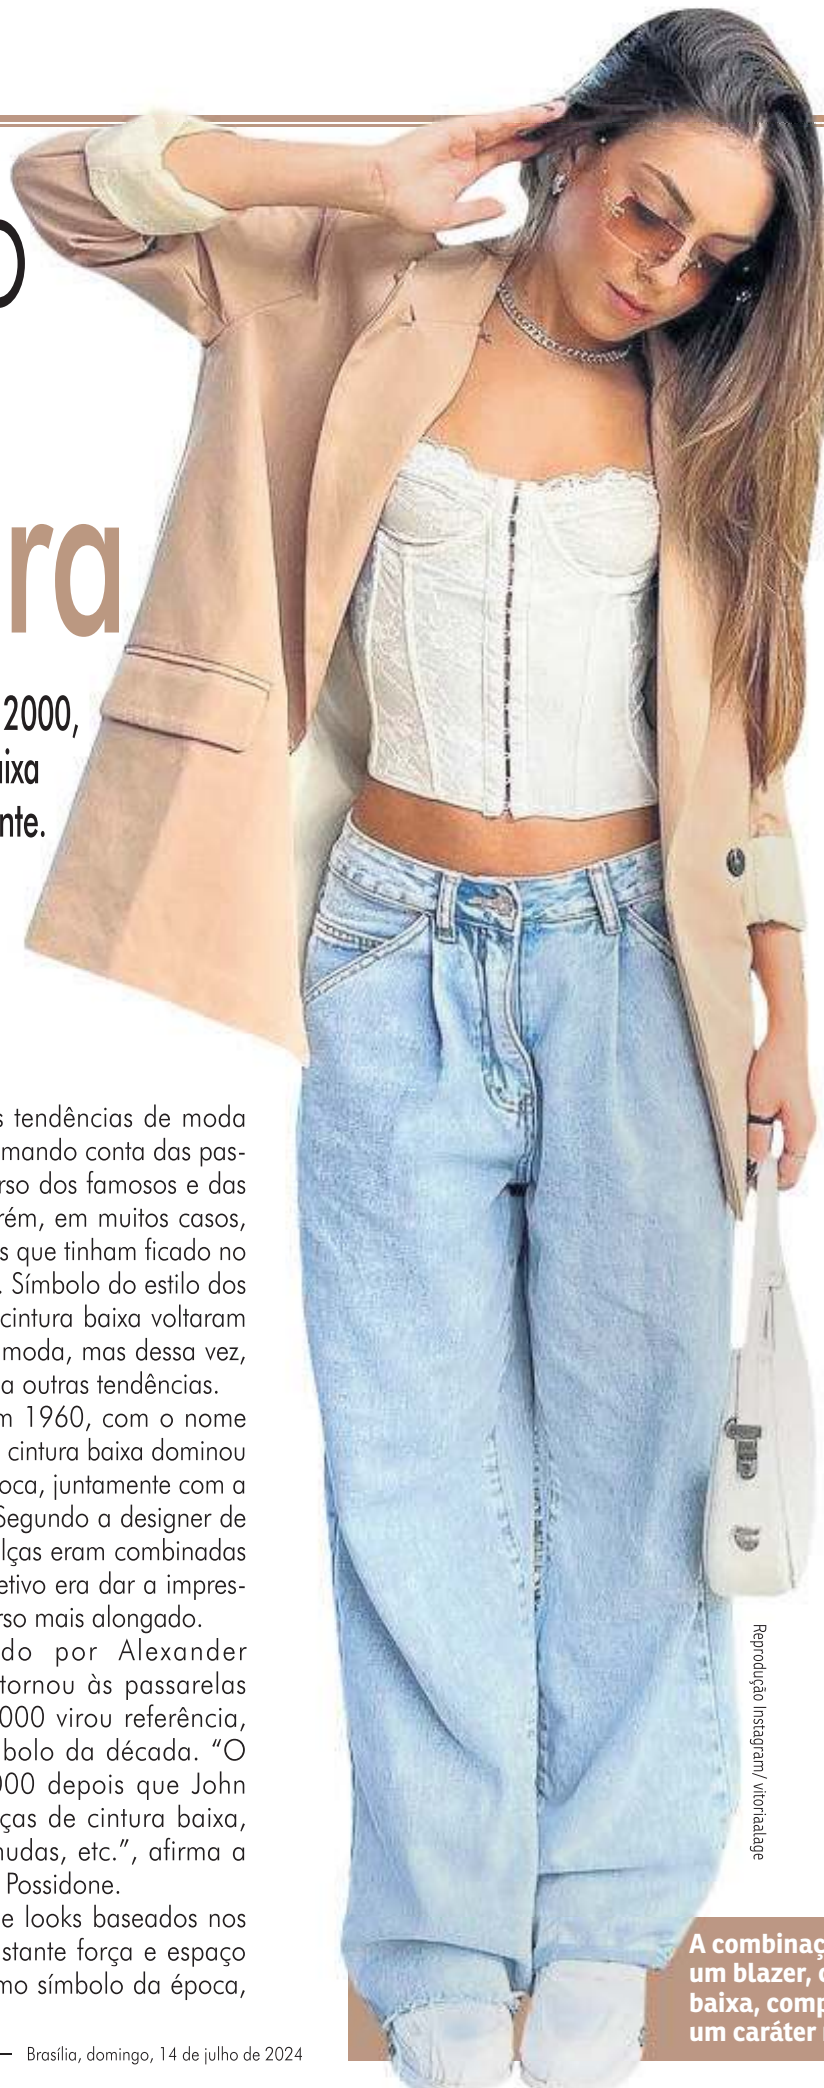 o
ra
2000,
ixa
nte.
s tendências de moda
mando conta das pas-
rso dos famosos e das
rém, em muitos casos,
s que tinham ficado no
. Símbolo do estilo dos
cintura baixa voltaram
moda, mas dessa vez,
a outras tendências.
m 1960, com o nome
cintura baixa dominou
oca, juntamente com a
Segundo a designer de
lças eram combinadas
etivo era dar a impres-
rso mais alongado.
do por Alexander
tornou às passarelas
000 virou referência,
bolo da década. “O
000 depois que John
ças de cintura baixa,
nudas, etc.”, afirma a
Possidone.
e looks baseados nos
stante força e espaço
mo símbolo da época,
Reprodução Instagram/ vitoriaalage
A combinaç
um blazer, c
baixa, comp
um caráter
Brasília, domingo, 14 de julho de 2024